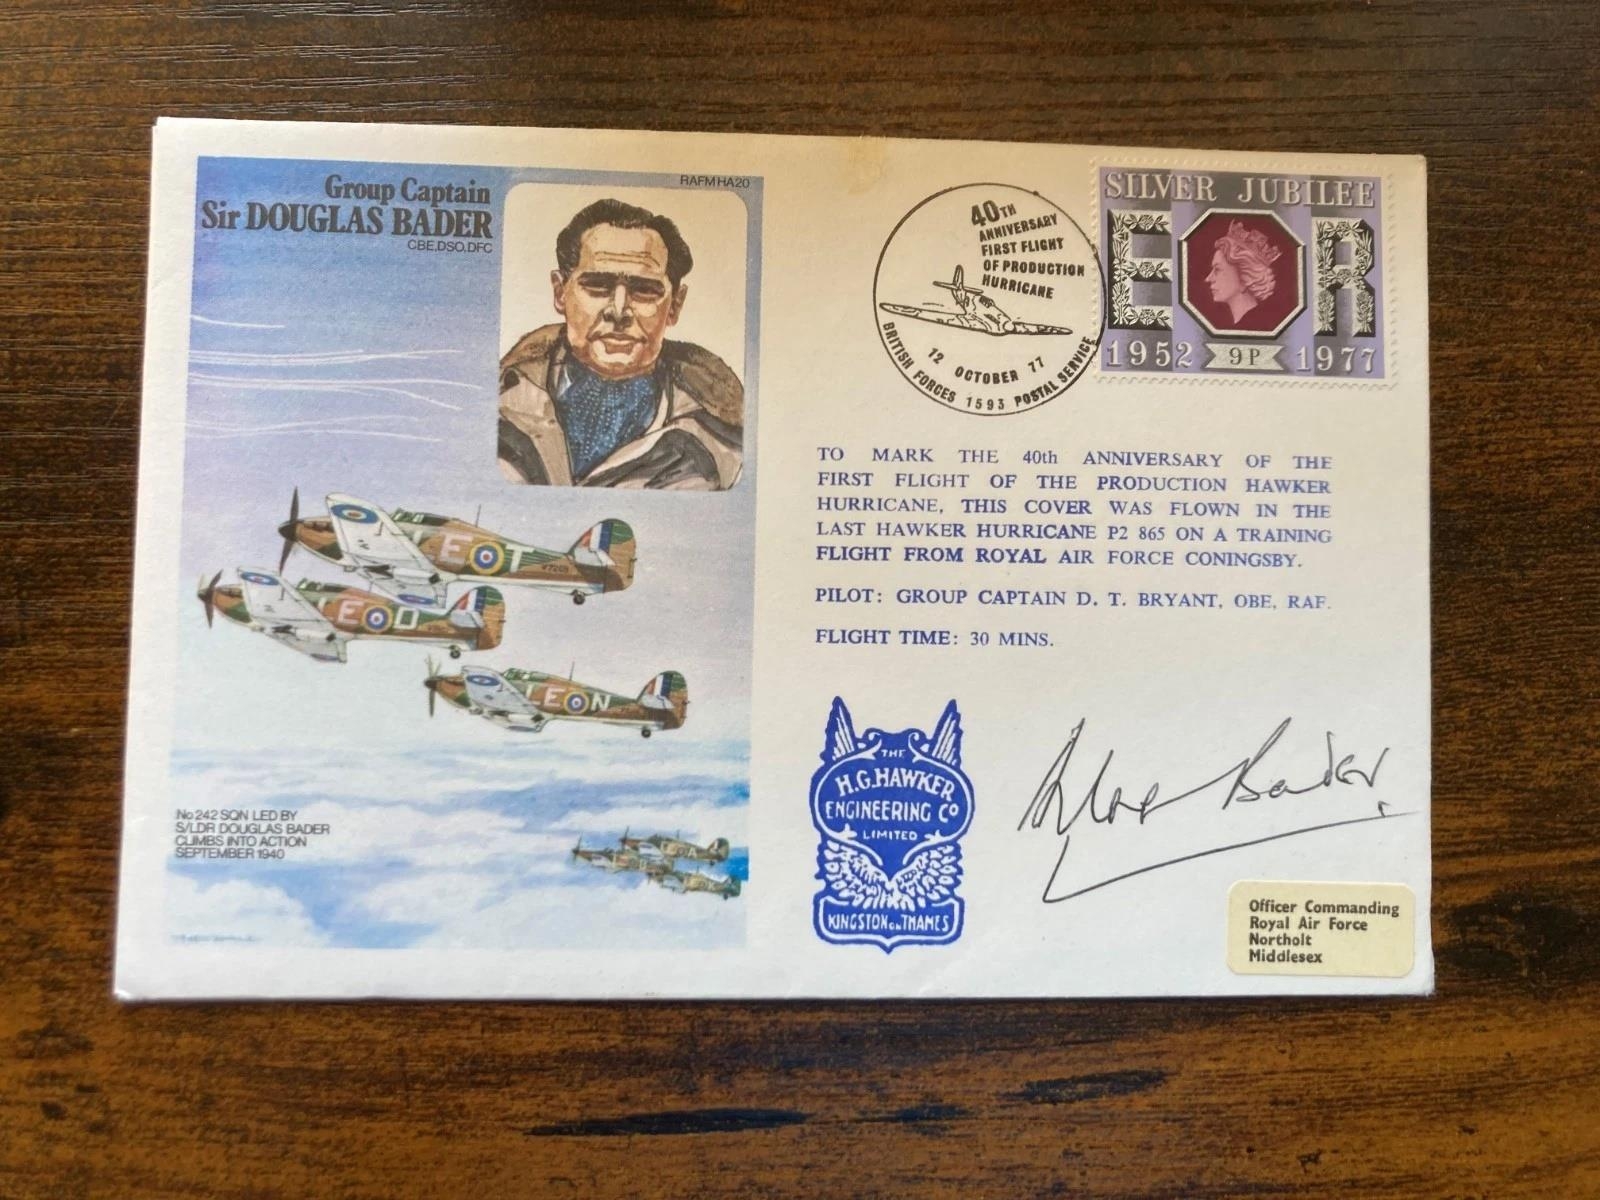 Group Captain
Sir DOUGLAS BADER
CBE, DSO, DFC
RAFM HA20
40TH
ANNIVERSARY
FIRST FLIGHT
OF PRODUCTION
HURRICANE
12 OCTOBER 77
BRITISH FORCES 1593 POSTAL SERVICE
SILVER JUBILEE
E R
1952 9P 1977
TO MARK THE 40th ANNIVERSARY OF THE
FIRST FLIGHT OF THE PRODUCTION HAWKER
HURRICANE, THIS COVER WAS FLOWN IN THE
LAST HAWKER HURRICANE P2 865 ON A TRAINING
FLIGHT FROM ROYAL AIR FORCE CONINGSBY.
PILOT: GROUP CAPTAIN D. T. BRYANT, OBE, RAF.
FLIGHT TIME: 30 MINS.
LE T
LE D
LE N
No 242 SQN LED BY
S/LDR DOUGLAS BADER
CLIMBS INTO ACTION
SEPTEMBER 1940
THE
H.G. HAWKER
ENGINEERING CO
LIMITED
KINGSTON on THAMES
Bader
Officer Commanding
Royal Air Force
Northolt
Middlesex